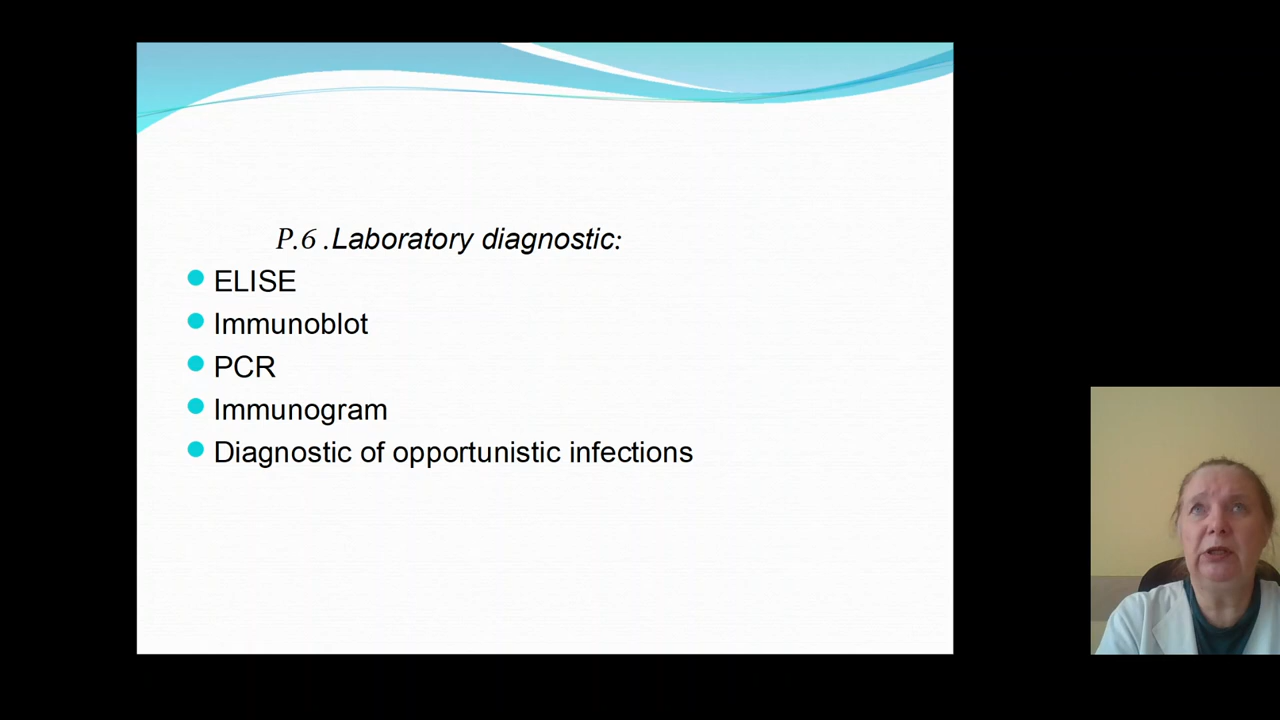 P.6 .Laboratory diagnostic:
ELISE
Immunoblot
PCR
Immunogram
Diagnostic of opportunistic infections